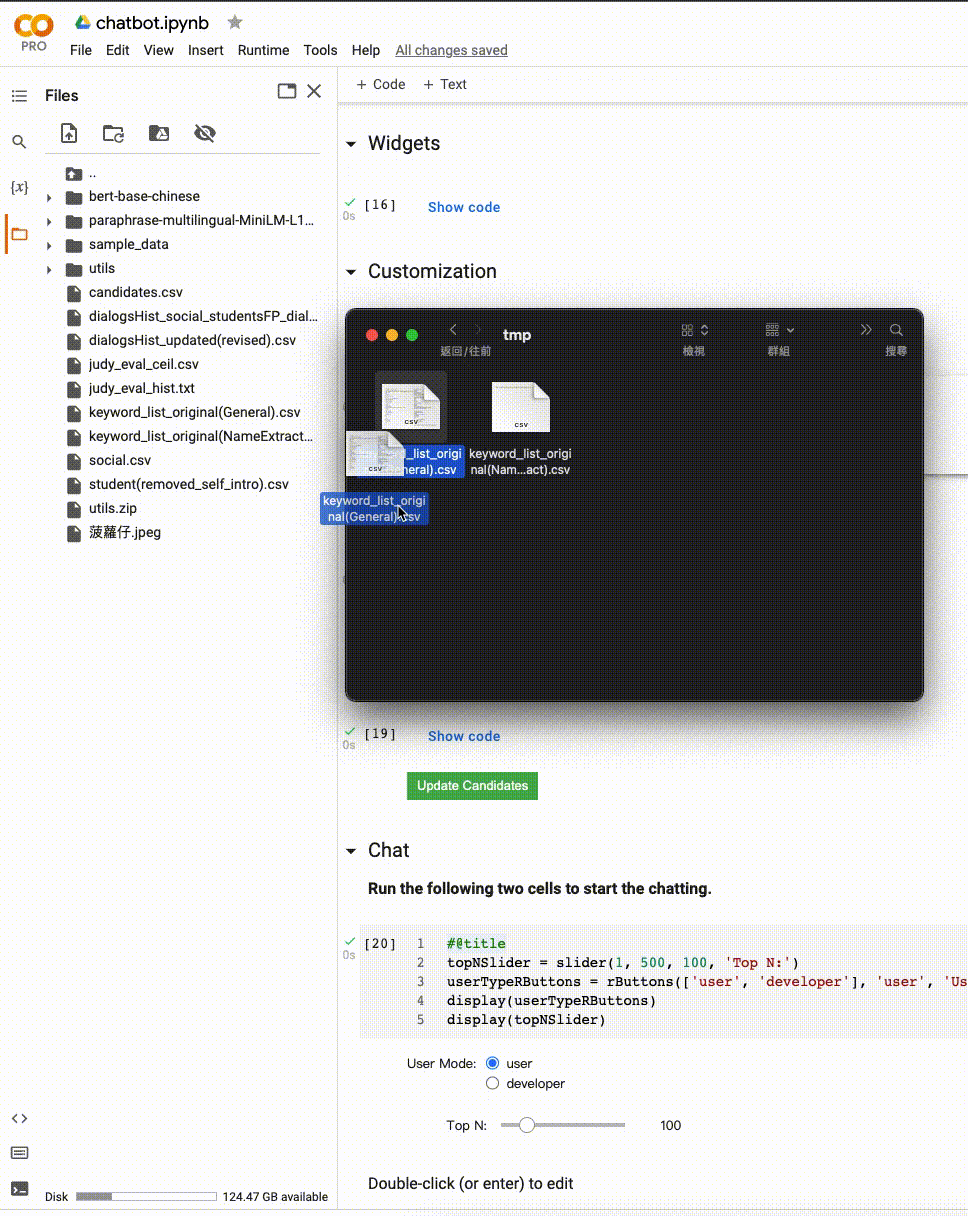 PRO
chatbot.ipynb
File Edit View Insert Runtime Tools Help All changes saved
Files
+ Code + Text
..
bert-base-chinese
paraphrase-multilingual-MiniLM-L1...
sample_data
utils
candidates.csv
dialogsHist_social_studentsFP_dial...
dialogsHist_updated(revised).csv
judy_eval_ceil.csv
judy_eval_hist.txt
keyword_list_original(General).csv
keyword_list_original(NameExtract...
social.csv
student(removed_self_intro).csv
utils.zip
菠蘿仔.jpeg
{x}
Disk 124.47 GB available
Widgets
[16] Show code
0s
Customization
tmp
返回/往前 檢視 群組 搜尋
csv
csv
_list_origi
neral).csv
keyword_list_origi
nal(Nam...act).csv
csv
keyword_list_origi
nal(General).csv
[19] Show code
0s
Update Candidates
Chat
Run the following two cells to start the chatting.
[20] 1 #@title
0s
2 topNSlider = slider(1, 500, 100, 'Top N:')
3 userTypeRButtons = rButtons(['user', 'developer'], 'user', 'Us
4 display(userTypeRButtons)
5 display(topNSlider)
User Mode: user
developer
Top N: 100
Double-click (or enter) to edit